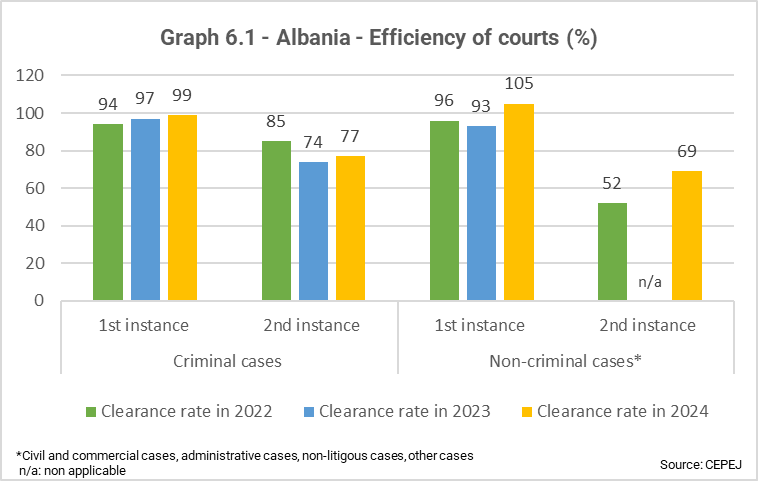 Graph 6.1 - Albania - Efficiency of courts (%)
120
100
80
60
40
20
0
94
97
99
85
74
77
96
93
105
52
n/a
69
1st instance
2nd instance
1st instance
2nd instance
Criminal cases
Non-criminal cases*
Clearance rate in 2022
Clearance rate in 2023
Clearance rate in 2024
*Civil and commercial cases, administrative cases, non-litigous cases, other cases
n/a: non applicable
Source: CEPEJ